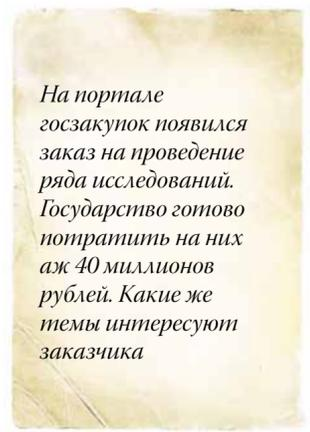 На портале
госзакупок появился
заказ на проведение
ряда исследований.
Государство готово
потратить на них
аж 40 миллионов
рублей. Какие же
темы интересуют
заказчика